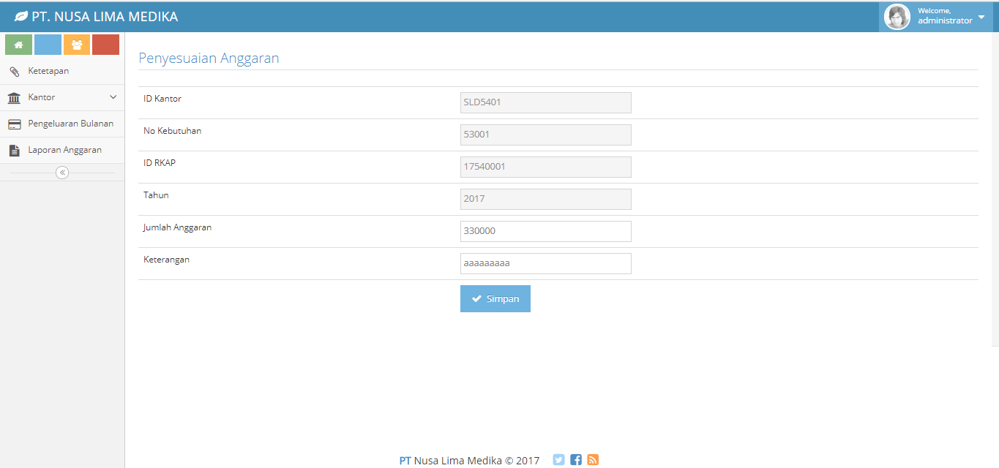 PT. NUSA LIMA MEDIKA
Welcome,
administrator
Ketetapan
Kantor
Pengeluaran Bulanan
Laporan Anggaran
Penyesuaian Anggaran
ID Kantor SLD5401
No Kebutuhan 53001
ID RKAP 17540001
Tahun 2017
Jumlah Anggaran 330000
Keterangan aaaaaaaaa
Simpan
PT Nusa Lima Medika © 2017